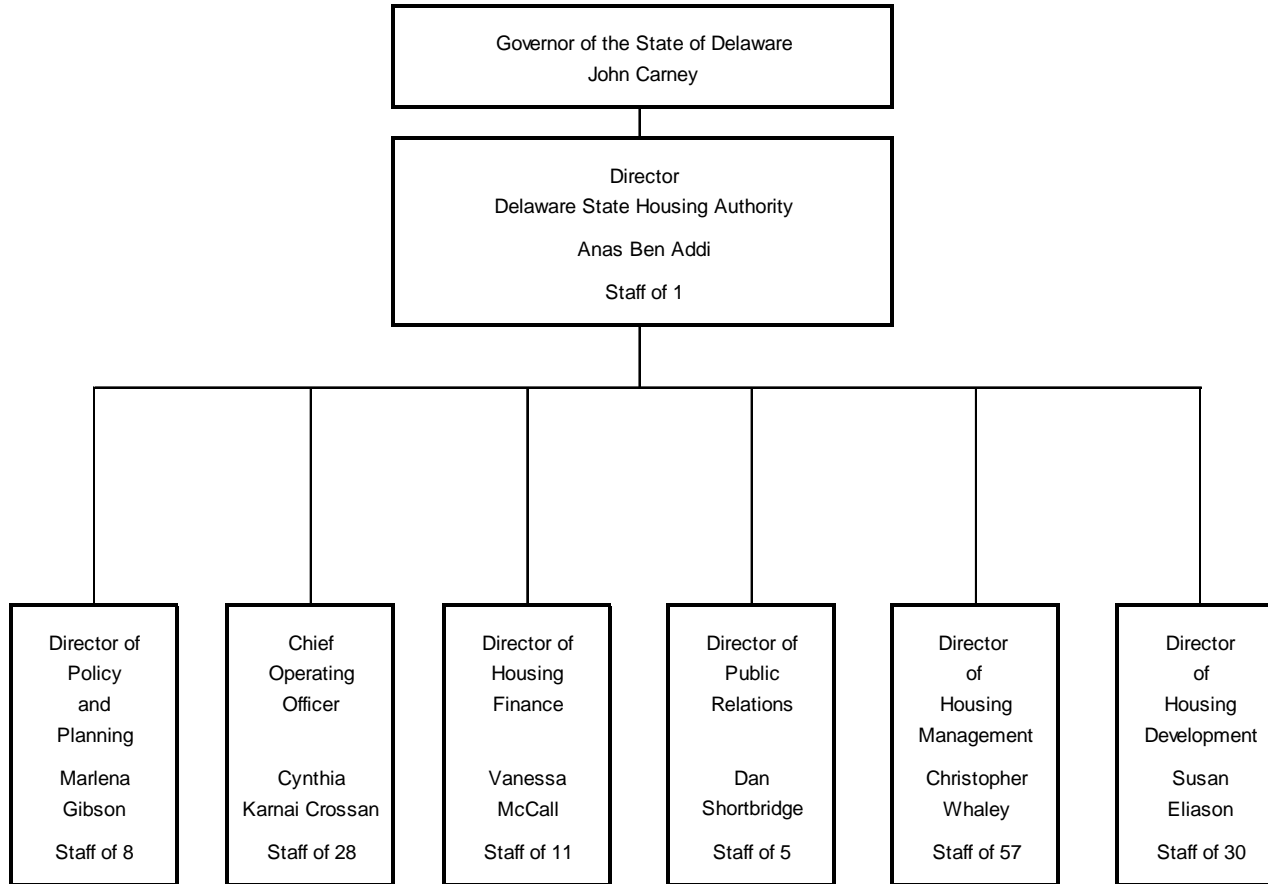 Governor of the State of Delaware
John Carney
Director
Delaware State Housing Authority
Anas Ben Addi
Staff of 1
Director of
Policy
and
Planning
Marlena
Gibson
Staff of 8
Chief
Operating
Officer
Cynthia
Karnai Crossan
Staff of 28
Director of
Housing
Finance
Vanessa
McCall
Staff of 11
Director of
Public
Relations
Dan
Shortbridge
Staff of 5
Director
of
Housing
Management
Christopher
Whaley
Staff of 57
Director
of
Housing
Development
Susan
Eliason
Staff of 30